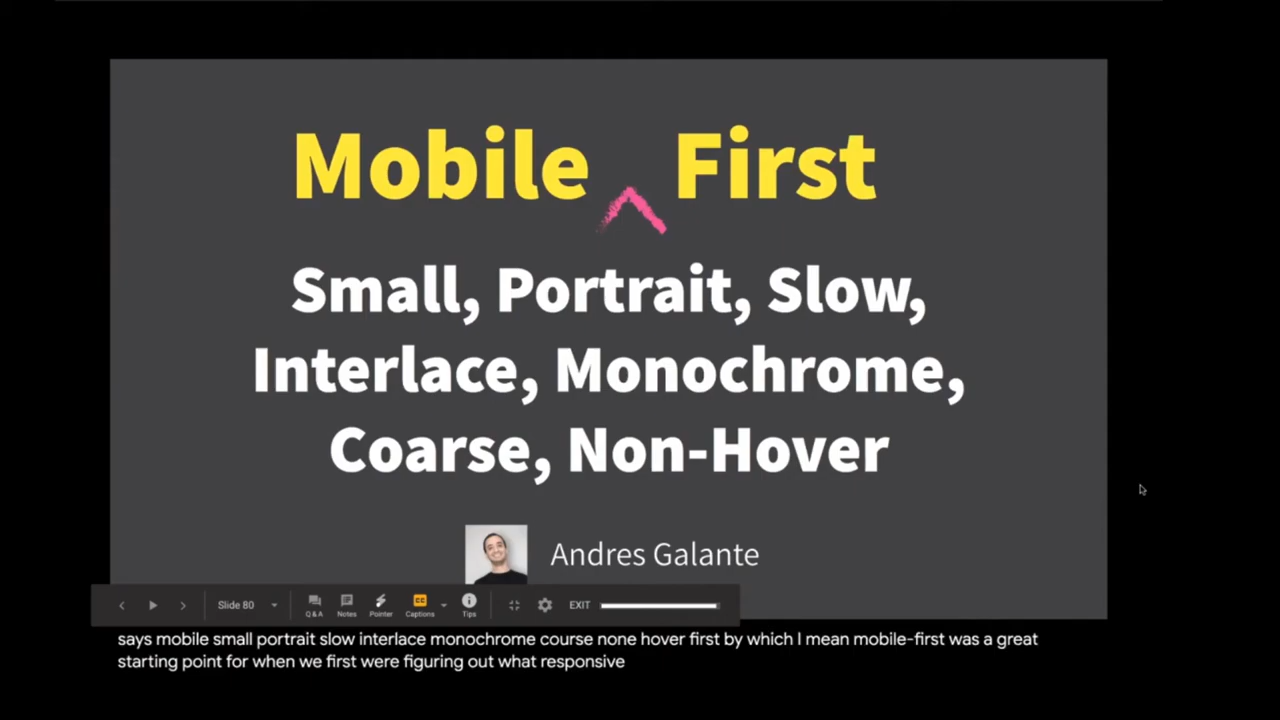 Mobile First
Small, Portrait, Slow,
Interlace, Monochrome,
Coarse, Non-Hover
Andres Galante
Slide 80
Q&A
Notes
Pointer
CC
Captions
Tips
EXIT
says mobile small portrait slow interlace monochrome course none hover first by which I mean mobile-first was a great
starting point for when we first were figuring out what responsive